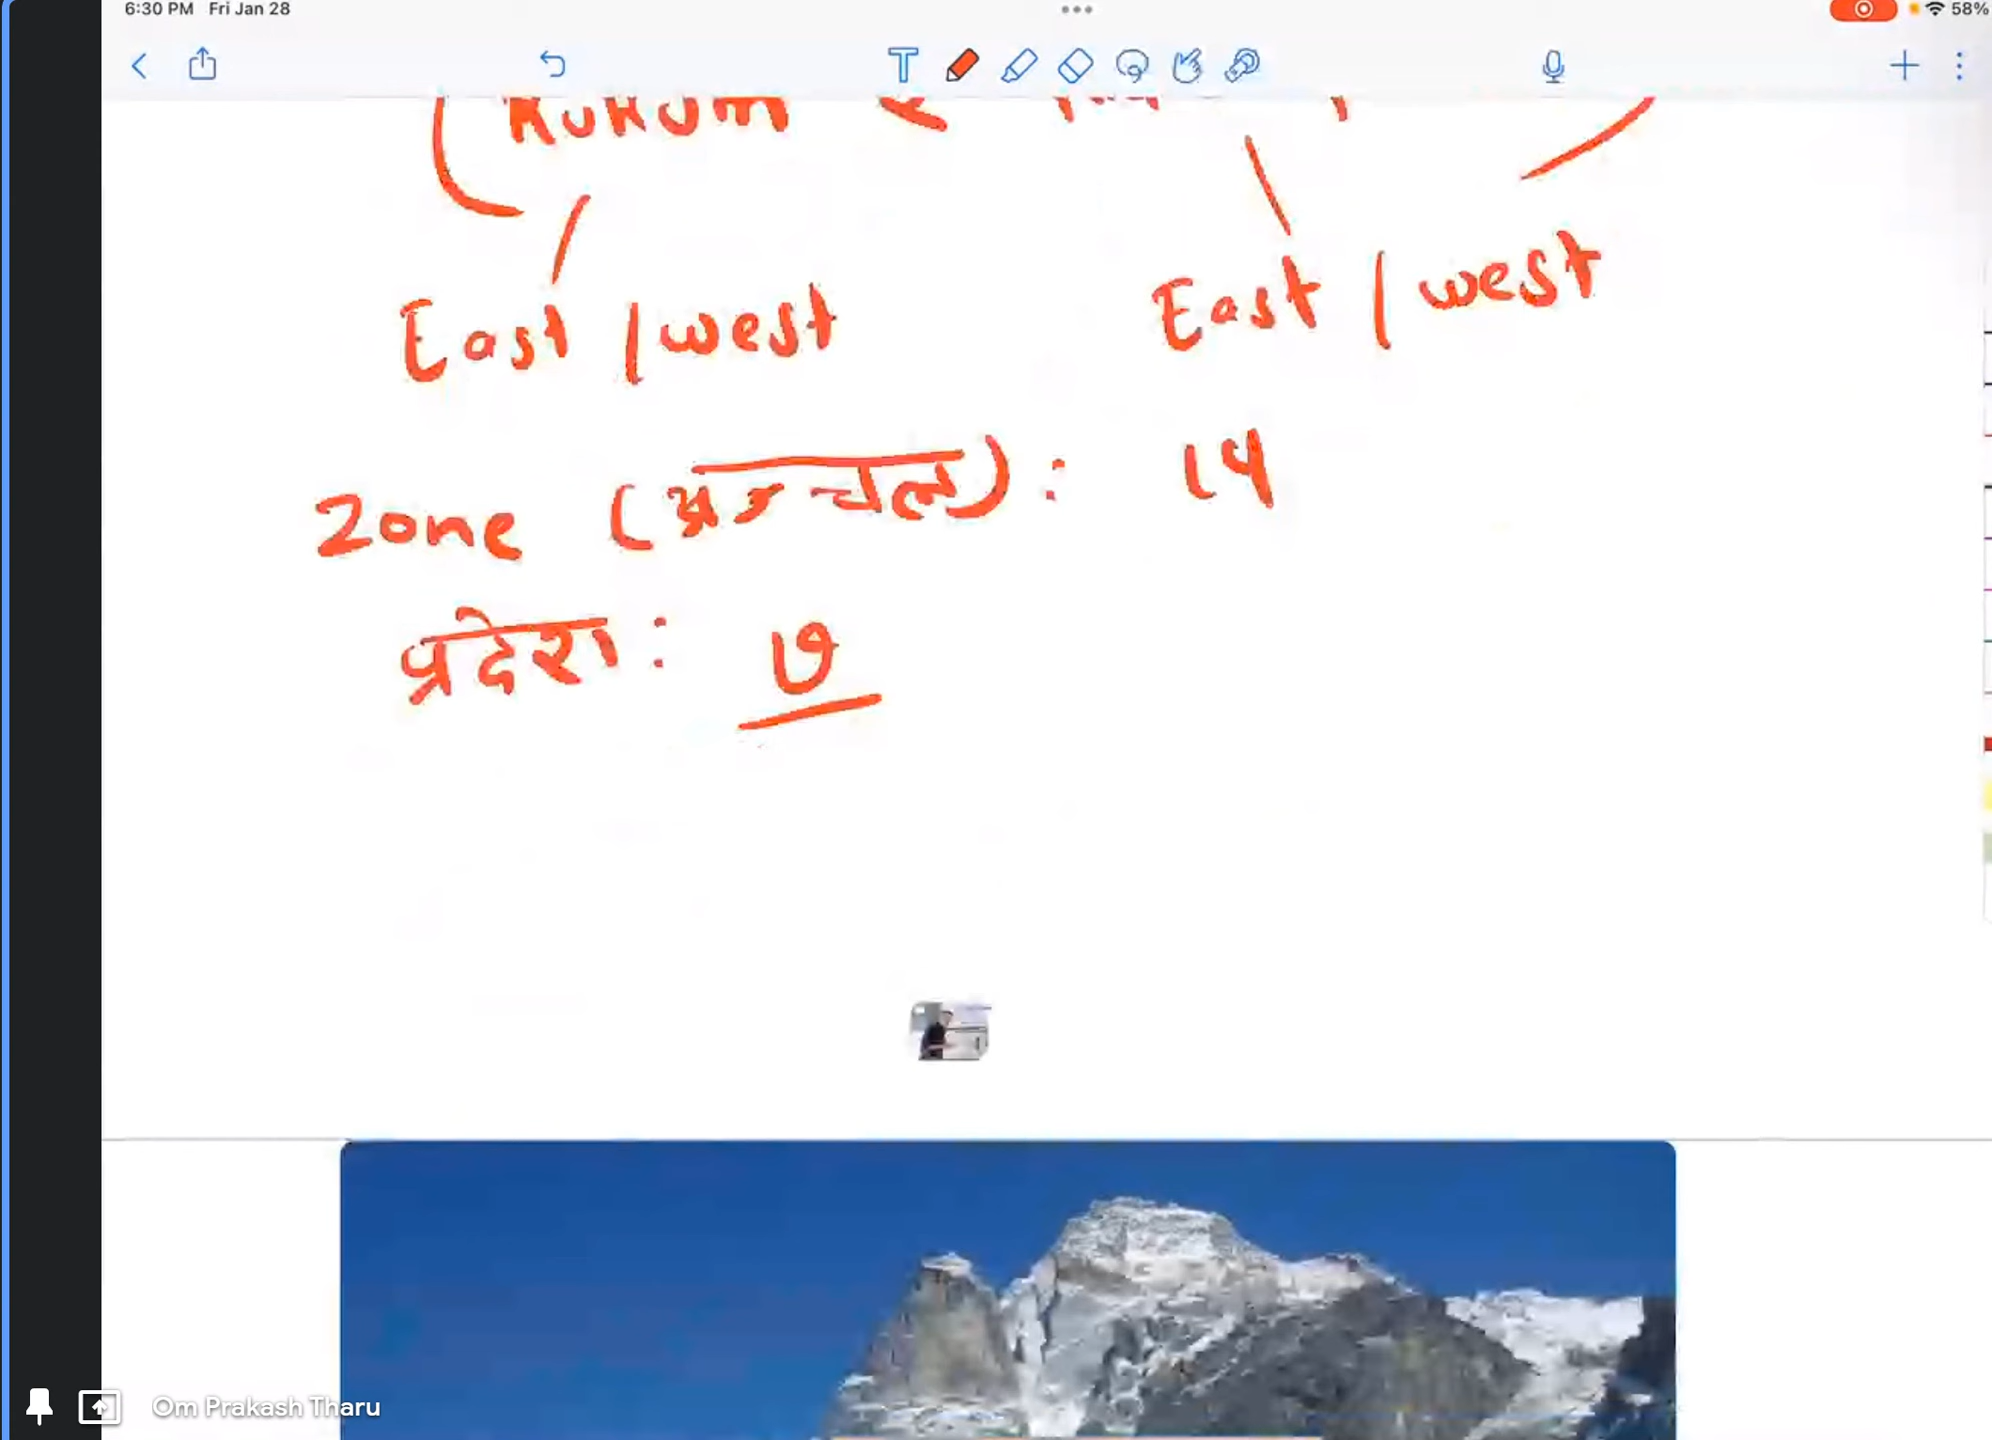 6:30 PM Fri Jan 28
58%
RUKUM &
East / west East / west
Zone (अञ्चल): 14
प्रदेश: ७
Om Prakash Tharu